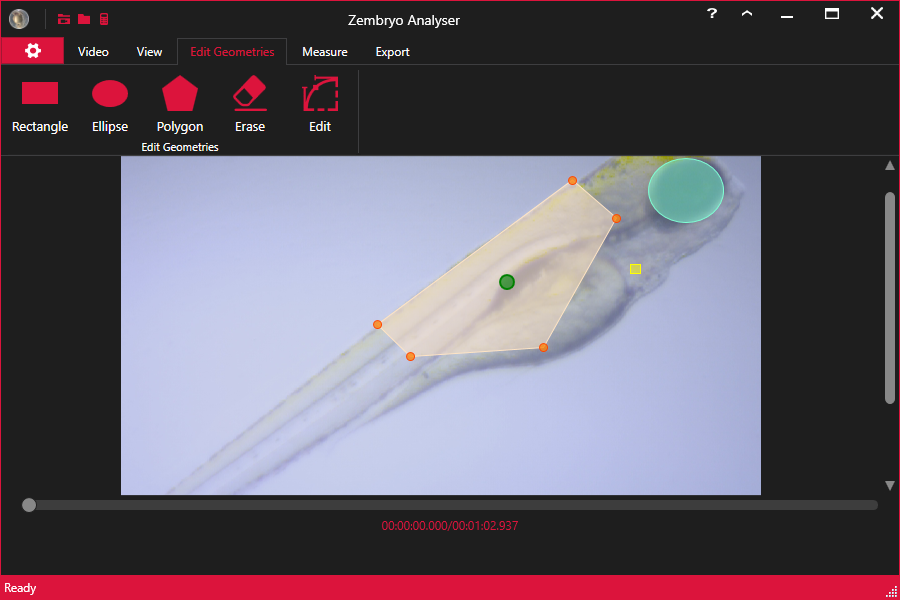 Zembryo Analyser
?
Video View Edit Geometries Measure Export
Rectangle Ellipse Polygon Erase Edit
Edit Geometries
00:00:00.000/00:01:02.937
Ready